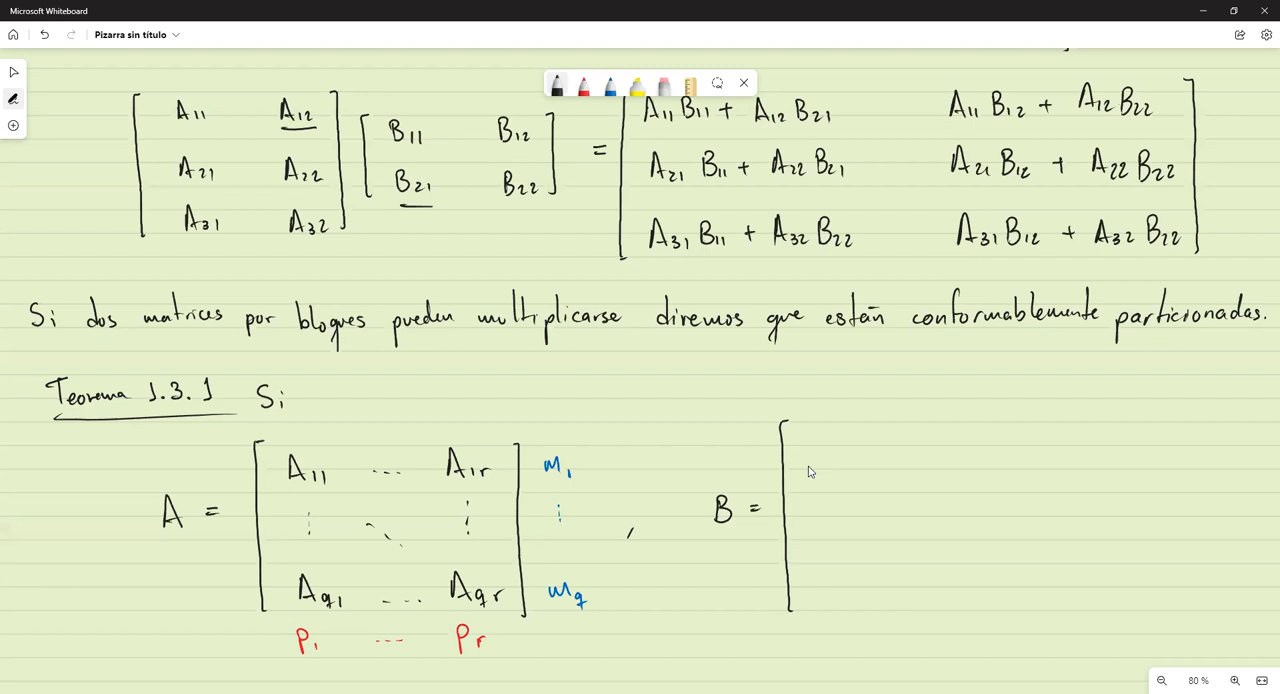 Microsoft Whiteboard
Pizarra sin título
A11 A12
A21 A22
A31 A32
B11 B12
B21 B22
=
A11 B11 + A12 B21 A11 B12 + A12 B22
A21 B11 + A22 B21 A21 B12 + A22 B22
A31 B11 + A32 B22 A31 B12 + A32 B22
Si dos matrices por bloques pueden multiplicarse diremos que están conformablemente particionadas.
Teorema 1.3.1 Si
A11 ... A1r m1
A = ⋮ ⋱ ⋮ ⋮ , B =
Aq1 ... Aqr mq
p1 ... pr
80 %